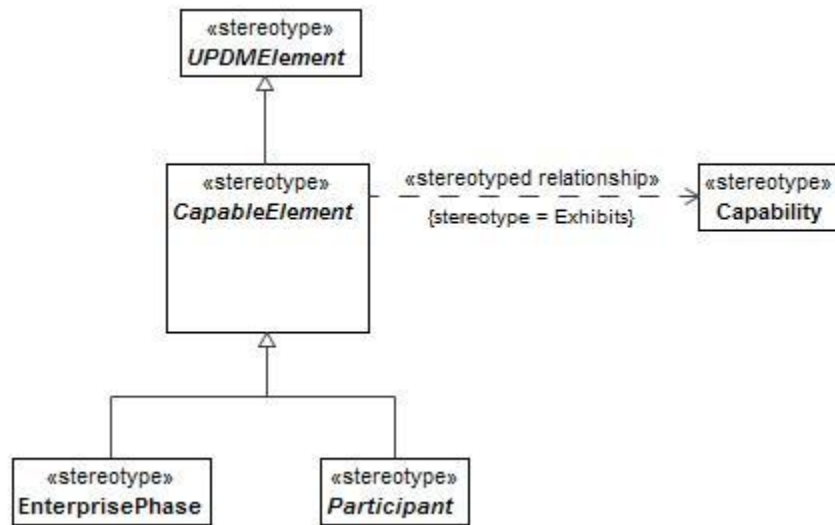 «stereotype»
UPDMElement
«stereotype»
CapableElement
«stereotyped relationship»
{stereotype = Exhibits}
«stereotype»
Capability
«stereotype»
EnterprisePhase
«stereotype»
Participant